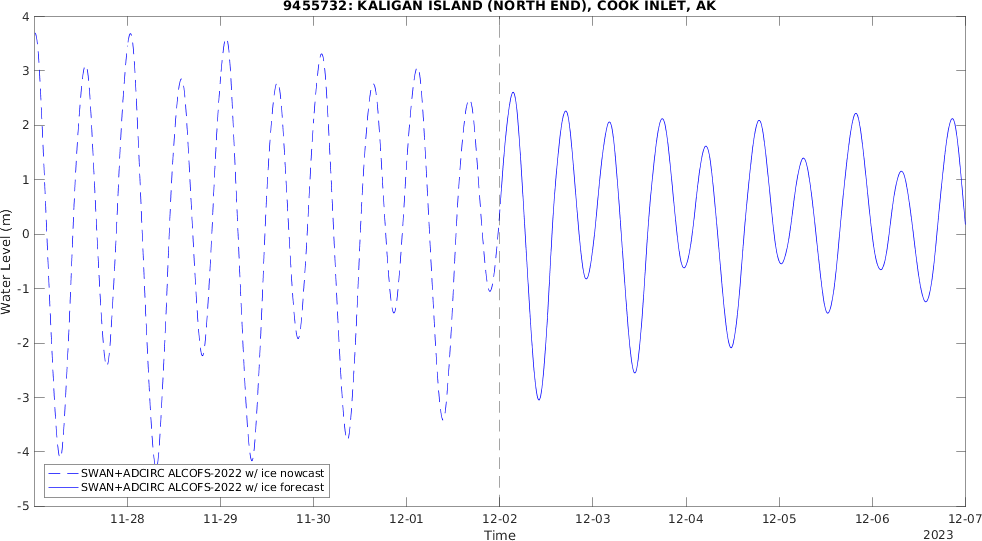 9455732: KALIGAN ISLAND (NORTH END), COOK INLET, AK
4
3
2
1
0
-1
-2
-3
-4
-5
Water Level (m)
SWAN+ADCIRC ALCOFS-2022 w/ ice nowcast
SWAN+ADCIRC ALCOFS-2022 w/ ice forecast
11-28 11-29 11-30 12-01 12-02 12-03 12-04 12-05 12-06 12-07
Time
2023